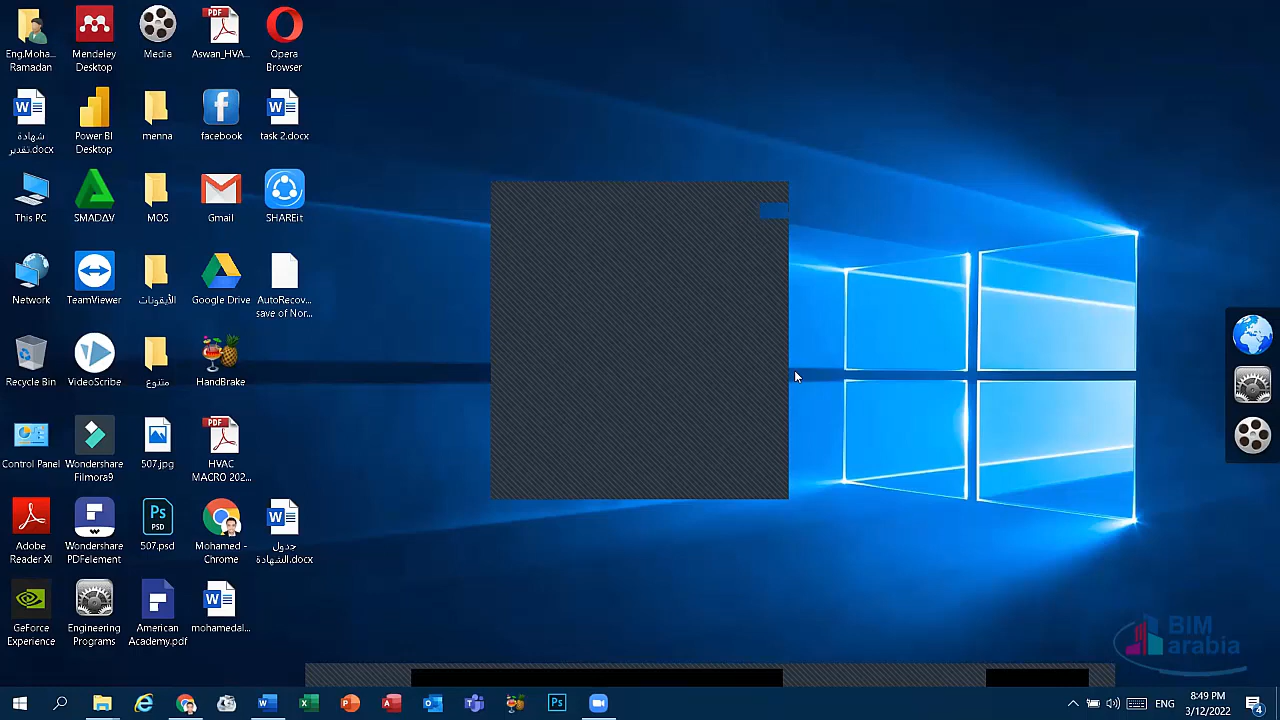 Eng.Moha...
Ramadan
Mendeley
Desktop
Media
PDF
Aswan_HVA...
Opera
Browser
شهادة
تقدير.docx
Power BI
Desktop
menna
facebook
task 2.docx
This PC
SMADΔV
MOS
Gmail
SHAREit
Network
TeamViewer
الأيقونات
Google Drive
AutoRecov...
save of Nor...
Recycle Bin
VideoScribe
متنوع
HandBrake
Control Panel
Wondershare
Filmora9
507.jpg
PDF
HVAC
MACRO 202...
Adobe
Reader XI
Wondershare
PDFelement
Ps
PSD
507.psd
Mohamed -
Chrome
جدول
الشهادة.docx
GeForce
Experience
Engineering
Programs
American
Academy.pdf
mohamedal...
BIM
arabia
ENG
8:49 PM
3/12/2022
4